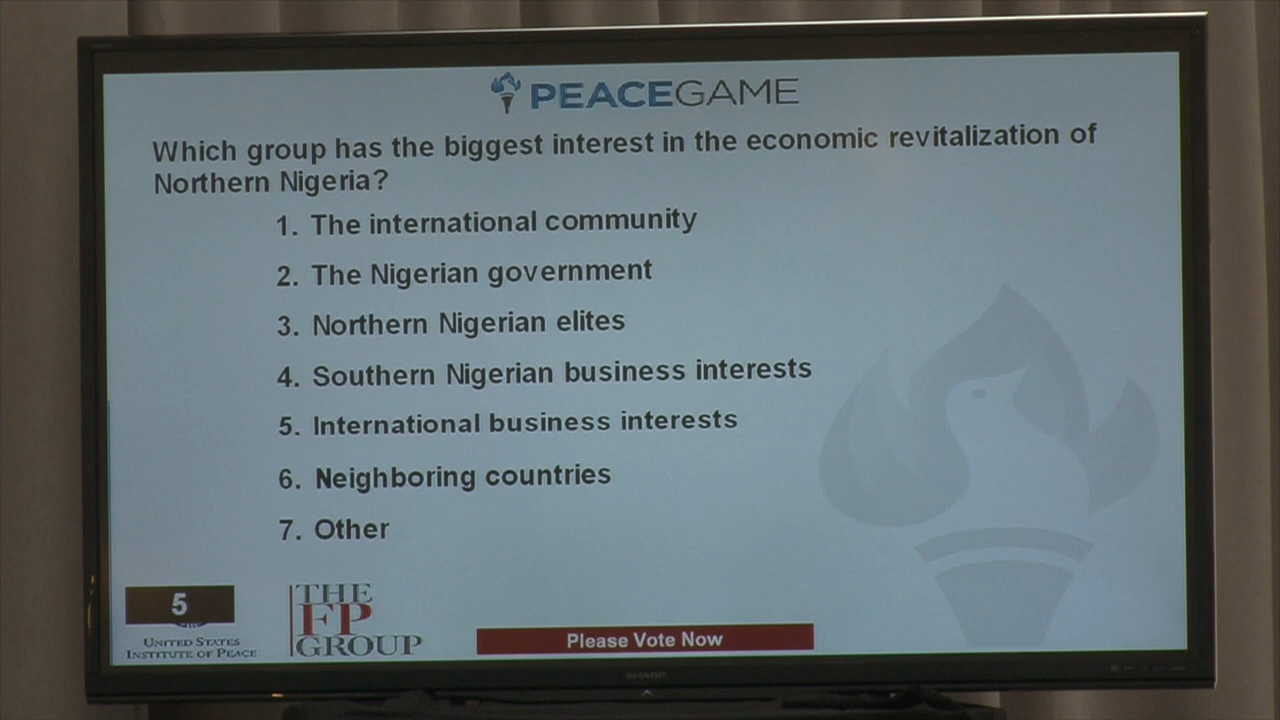 PEACEGAME
Which group has the biggest interest in the economic revitalization of
Northern Nigeria?
1. The international community
2. The Nigerian government
3. Northern Nigerian elites
4. Southern Nigerian business interests
5. International business interests
6. Neighboring countries
7. Other
5
UNITED STATES
INSTITUTE OF PEACE
THE
FP
GROUP
Please Vote Now
SHARP